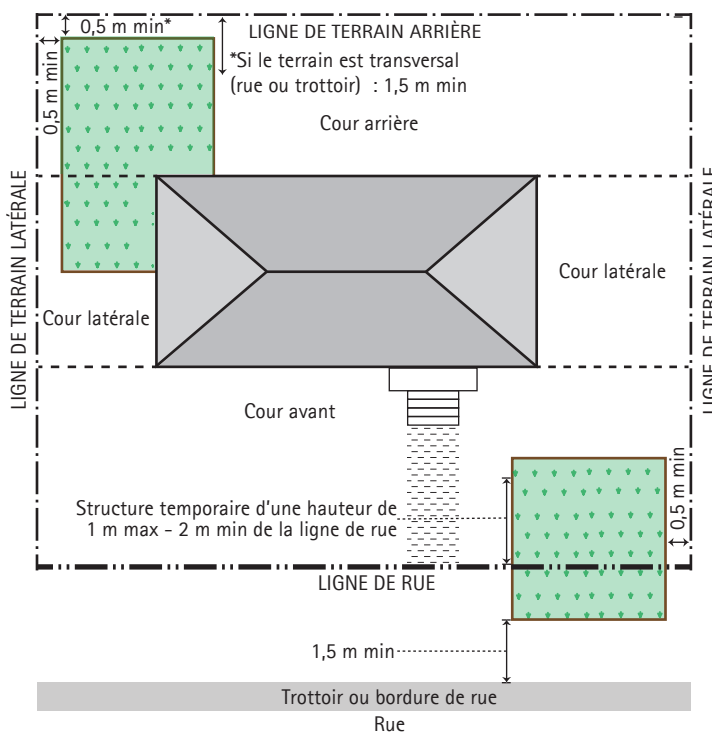 0,5 m min*
LIGNE DE TERRAIN ARRIÈRE
0,5 m min
*Si le terrain est transversal
(rue ou trottoir) : 1,5 m min
Cour arrière
LIGNE DE TERRAIN LATÉRALE
LIGNE DE TERRAIN LATÉRALE
Cour latérale
Cour latérale
Cour avant
Structure temporaire d'une hauteur de
1 m max - 2 m min de la ligne de rue
0,5 m min
LIGNE DE RUE
1,5 m min
Trottoir ou bordure de rue
Rue